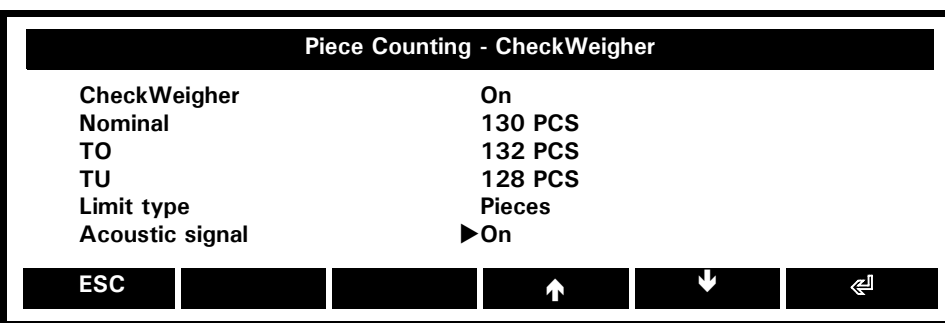 Piece Counting - CheckWeigher
CheckWeigher On
Nominal 130 PCS
TO 132 PCS
TU 128 PCS
Limit type Pieces
Acoustic signal ▶On
ESC ↑ ↓ ↵